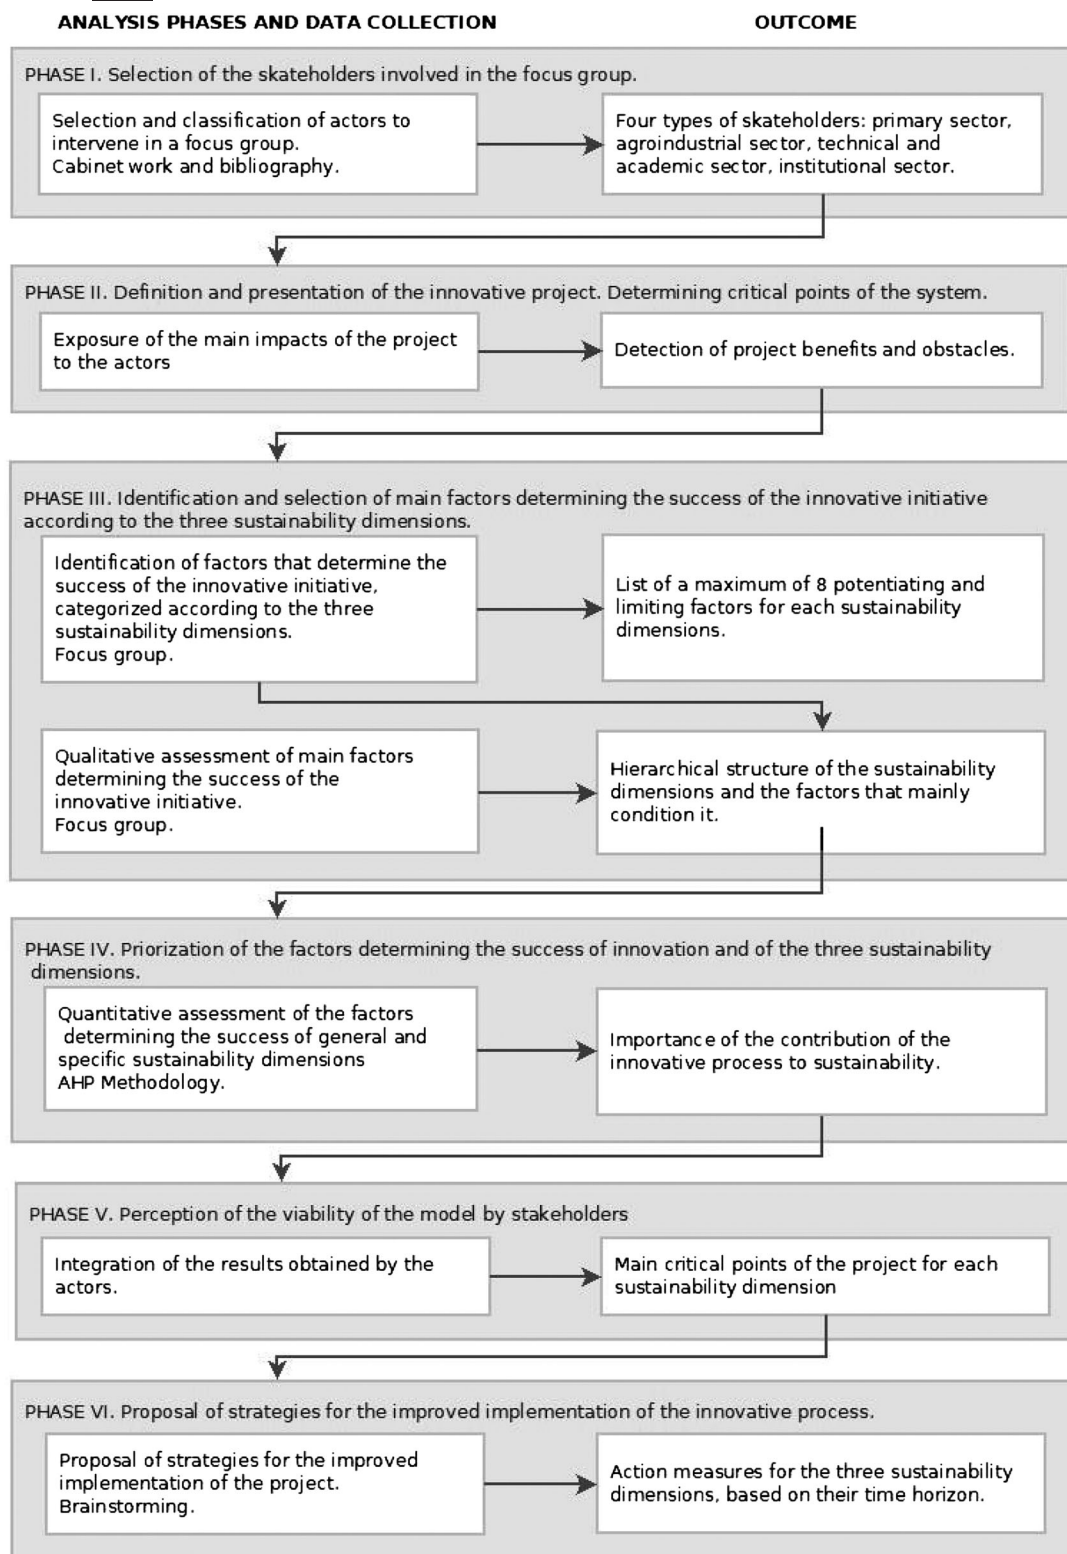 ANALYSIS PHASES AND DATA COLLECTION
OUTCOME
PHASE I. Selection of the skateholders involved in the focus group.
Selection and classification of actors to
intervene in a focus group.
Cabinet work and bibliography.
Four types of skateholders: primary sector,
agroindustrial sector, technical and
academic sector, institutional sector.
PHASE II. Definition and presentation of the innovative project. Determining critical points of the system.
Exposure of the main impacts of the project
to the actors
Detection of project benefits and obstacles.
PHASE III. Identification and selection of main factors determining the success of the innovative initiative
according to the three sustainability dimensions.
Identification of factors that determine the
success of the innovative initiative,
categorized according to the three
sustainability dimensions.
Focus group.
List of a maximum of 8 potentiating and
limiting factors for each sustainability
dimensions.
Qualitative assessment of main factors
determining the success of the
innovative initiative.
Focus group.
Hierarchical structure of the sustainability
dimensions and the factors that mainly
condition it.
PHASE IV. Priorization of the factors determining the success of innovation and of the three sustainability
dimensions.
Quantitative assessment of the factors
determining the success of general and
specific sustainability dimensions
AHP Methodology.
Importance of the contribution of the
innovative process to sustainability.
PHASE V. Perception of the viability of the model by stakeholders
Integration of the results obtained by the
actors.
Main critical points of the project for each
sustainability dimension
PHASE VI. Proposal of strategies for the improved implementation of the innovative process.
Proposal of strategies for the improved
implementation of the project.
Brainstorming.
Action measures for the three sustainability
dimensions, based on their time horizon.